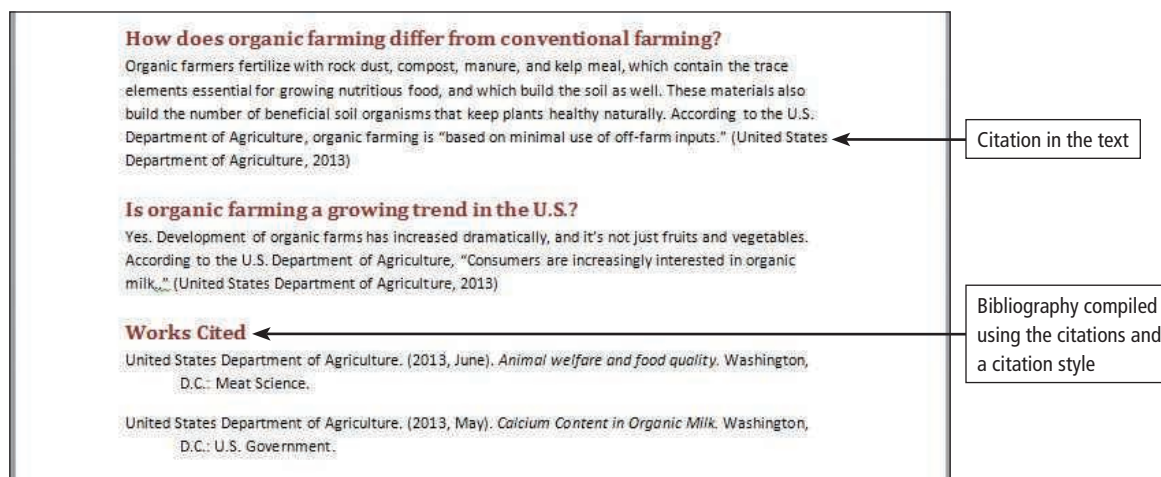 How does organic farming differ from conventional farming?
Organic farmers fertilize with rock dust, compost, manure, and kelp meal, which contain the trace
elements essential for growing nutritious food, and which build the soil as well. These materials also
build the number of beneficial soil organisms that keep plants healthy naturally. According to the U.S.
Department of Agriculture, organic farming is “based on minimal use of off-farm inputs.” (United States
Department of Agriculture, 2013)
Citation in the text
Is organic farming a growing trend in the U.S.?
Yes. Development of organic farms has increased dramatically, and it’s not just fruits and vegetables.
According to the U.S. Department of Agriculture, “Consumers are increasingly interested in organic
milk,.” (United States Department of Agriculture, 2013)
Works Cited
United States Department of Agriculture. (2013, June). Animal welfare and food quality. Washington,
D.C.: Meat Science.
United States Department of Agriculture. (2013, May). Calcium Content in Organic Milk. Washington,
D.C.: U.S. Government.
Bibliography compiled
using the citations and
a citation style